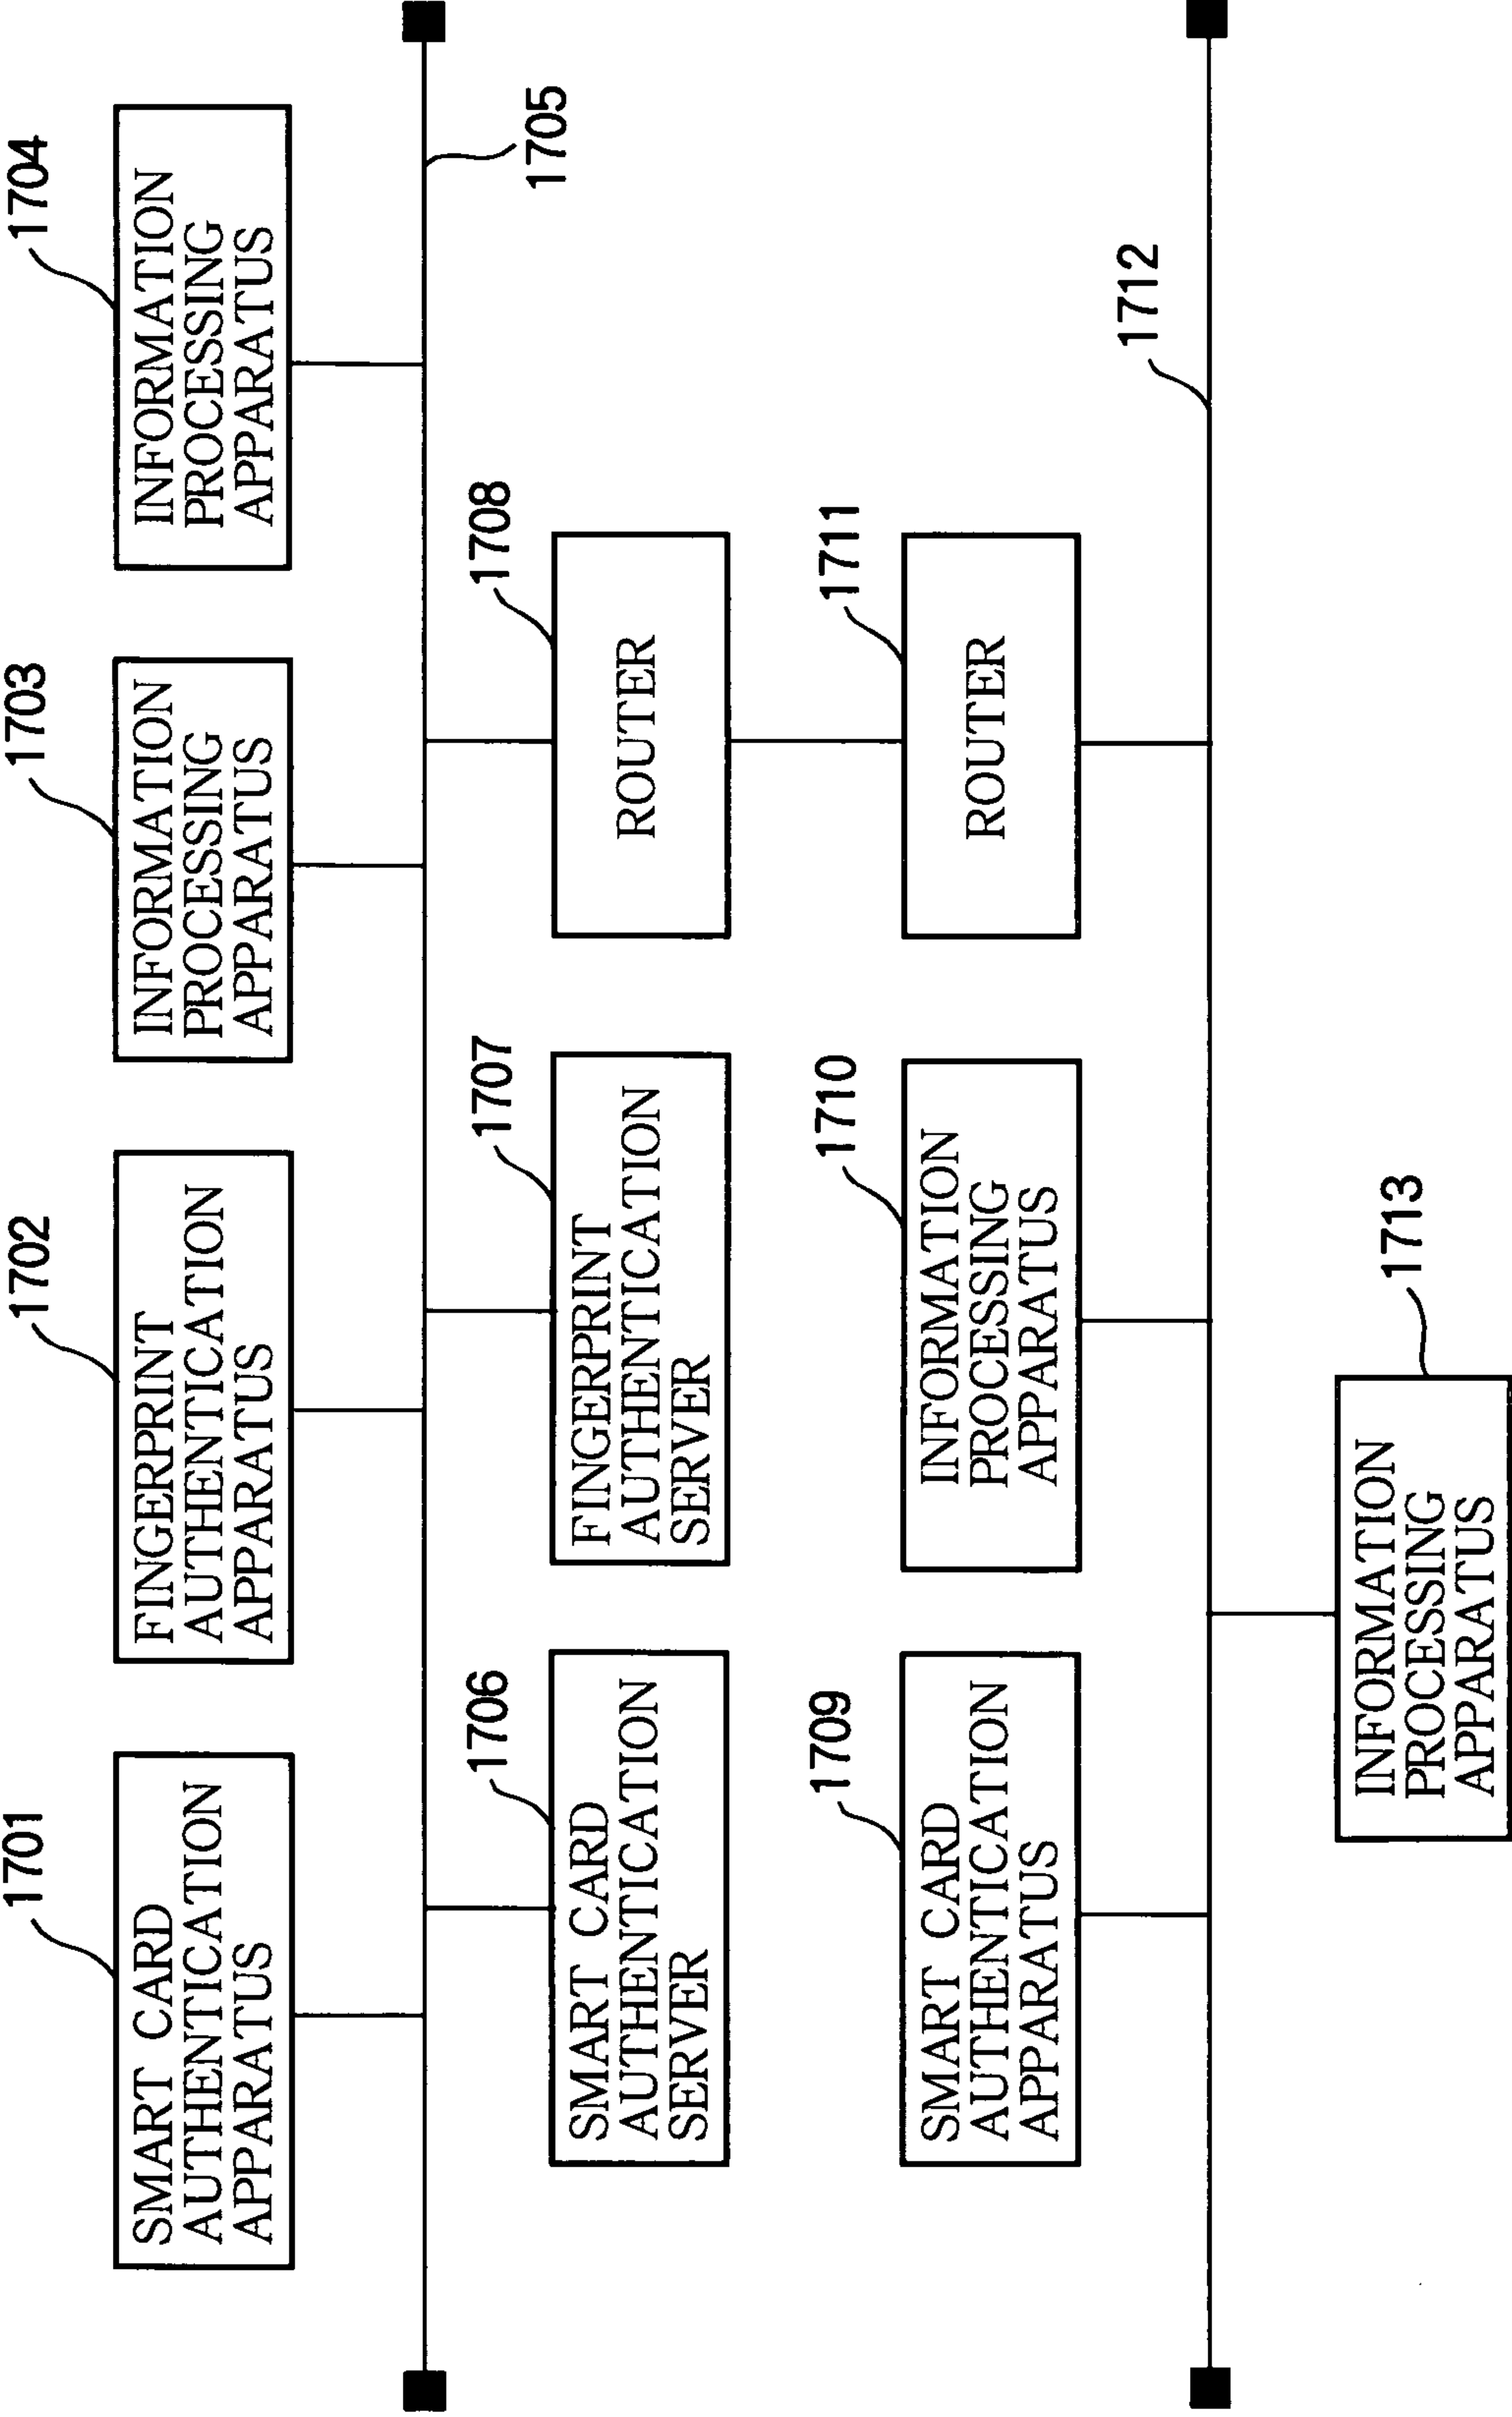 1701
SMART CARD
AUTHENTICATION
APPARATUS
1702
FINGERPRINT
AUTHENTICATION
APPARATUS
1703
INFORMATION
PROCESSING
APPARATUS
1704
INFORMATION
PROCESSING
APPARATUS
1705
1706
SMART CARD
AUTHENTICATION
SERVER
1707
FINGERPRINT
AUTHENTICATION
SERVER
1708
ROUTER
1709
SMART CARD
AUTHENTICATION
APPARATUS
1710
INFORMATION
PROCESSING
APPARATUS
1711
ROUTER
1712
1713
INFORMATION
PROCESSING
APPARATUS